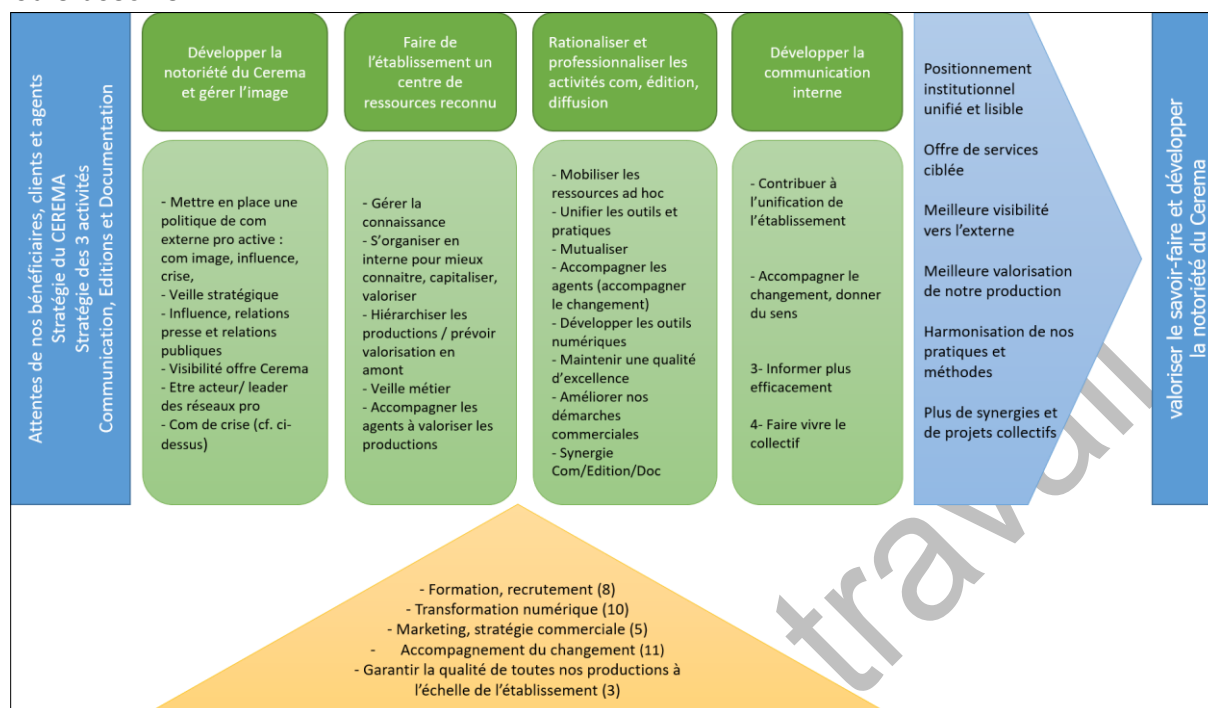 Attentes de nos bénéficiaires, clients et agents
Stratégie du CEREMA
Stratégie des 3 activités
Communication, Editions et Documentation
Développer la
notoriété du Cerema
et gérer l'image
- Mettre en place une
politique de com
externe pro active :
com image, influence,
crise,
- Veille stratégique
- Influence, relations
presse et relations
publiques
- Visibilité offre Cerema
- Etre acteur/ leader
des réseaux pro
- Com de crise (cf. ci-
dessus)
Faire de
l'établissement un
centre de
ressources reconnu
- Gérer la
connaissance
- S'organiser en
interne pour mieux
connaitre, capitaliser,
valoriser
- Hiérarchiser les
productions / prévoir
valorisation en
amont
- Veille métier
- Accompagner les
agents à valoriser les
productions
Rationaliser et
professionnaliser les
activités com, édition,
diffusion
- Mobiliser les
ressources ad hoc
- Unifier les outils et
pratiques
- Mutualiser
- Accompagner les
agents (accompagner
le changement)
- Développer les outils
numériques
- Maintenir une qualité
d'excellence
- Améliorer nos
démarches
commerciales
- Synergie
Com/Edition/Doc
Développer la
communication
interne
- Contribuer à
l'unification de
l'établissement
- Accompagner le
changement, donner
du sens
3- Informer plus
efficacement
4- Faire vivre le
collectif
Positionnement
institutionnel
unifié et lisible
Offre de services
ciblée
Meilleure visibilité
vers l'externe
Meilleure valorisation
de notre production
Harmonisation de nos
pratiques et
méthodes
Plus de synergies et
de projets collectifs
valoriser le savoir-faire et développer
la notoriété du Cerema
- Formation, recrutement (8)
- Transformation numérique (10)
- Marketing, stratégie commerciale (5)
- Accompagnement du changement (11)
- Garantir la qualité de toutes nos productions à
l'échelle de l'établissement (3)
travail